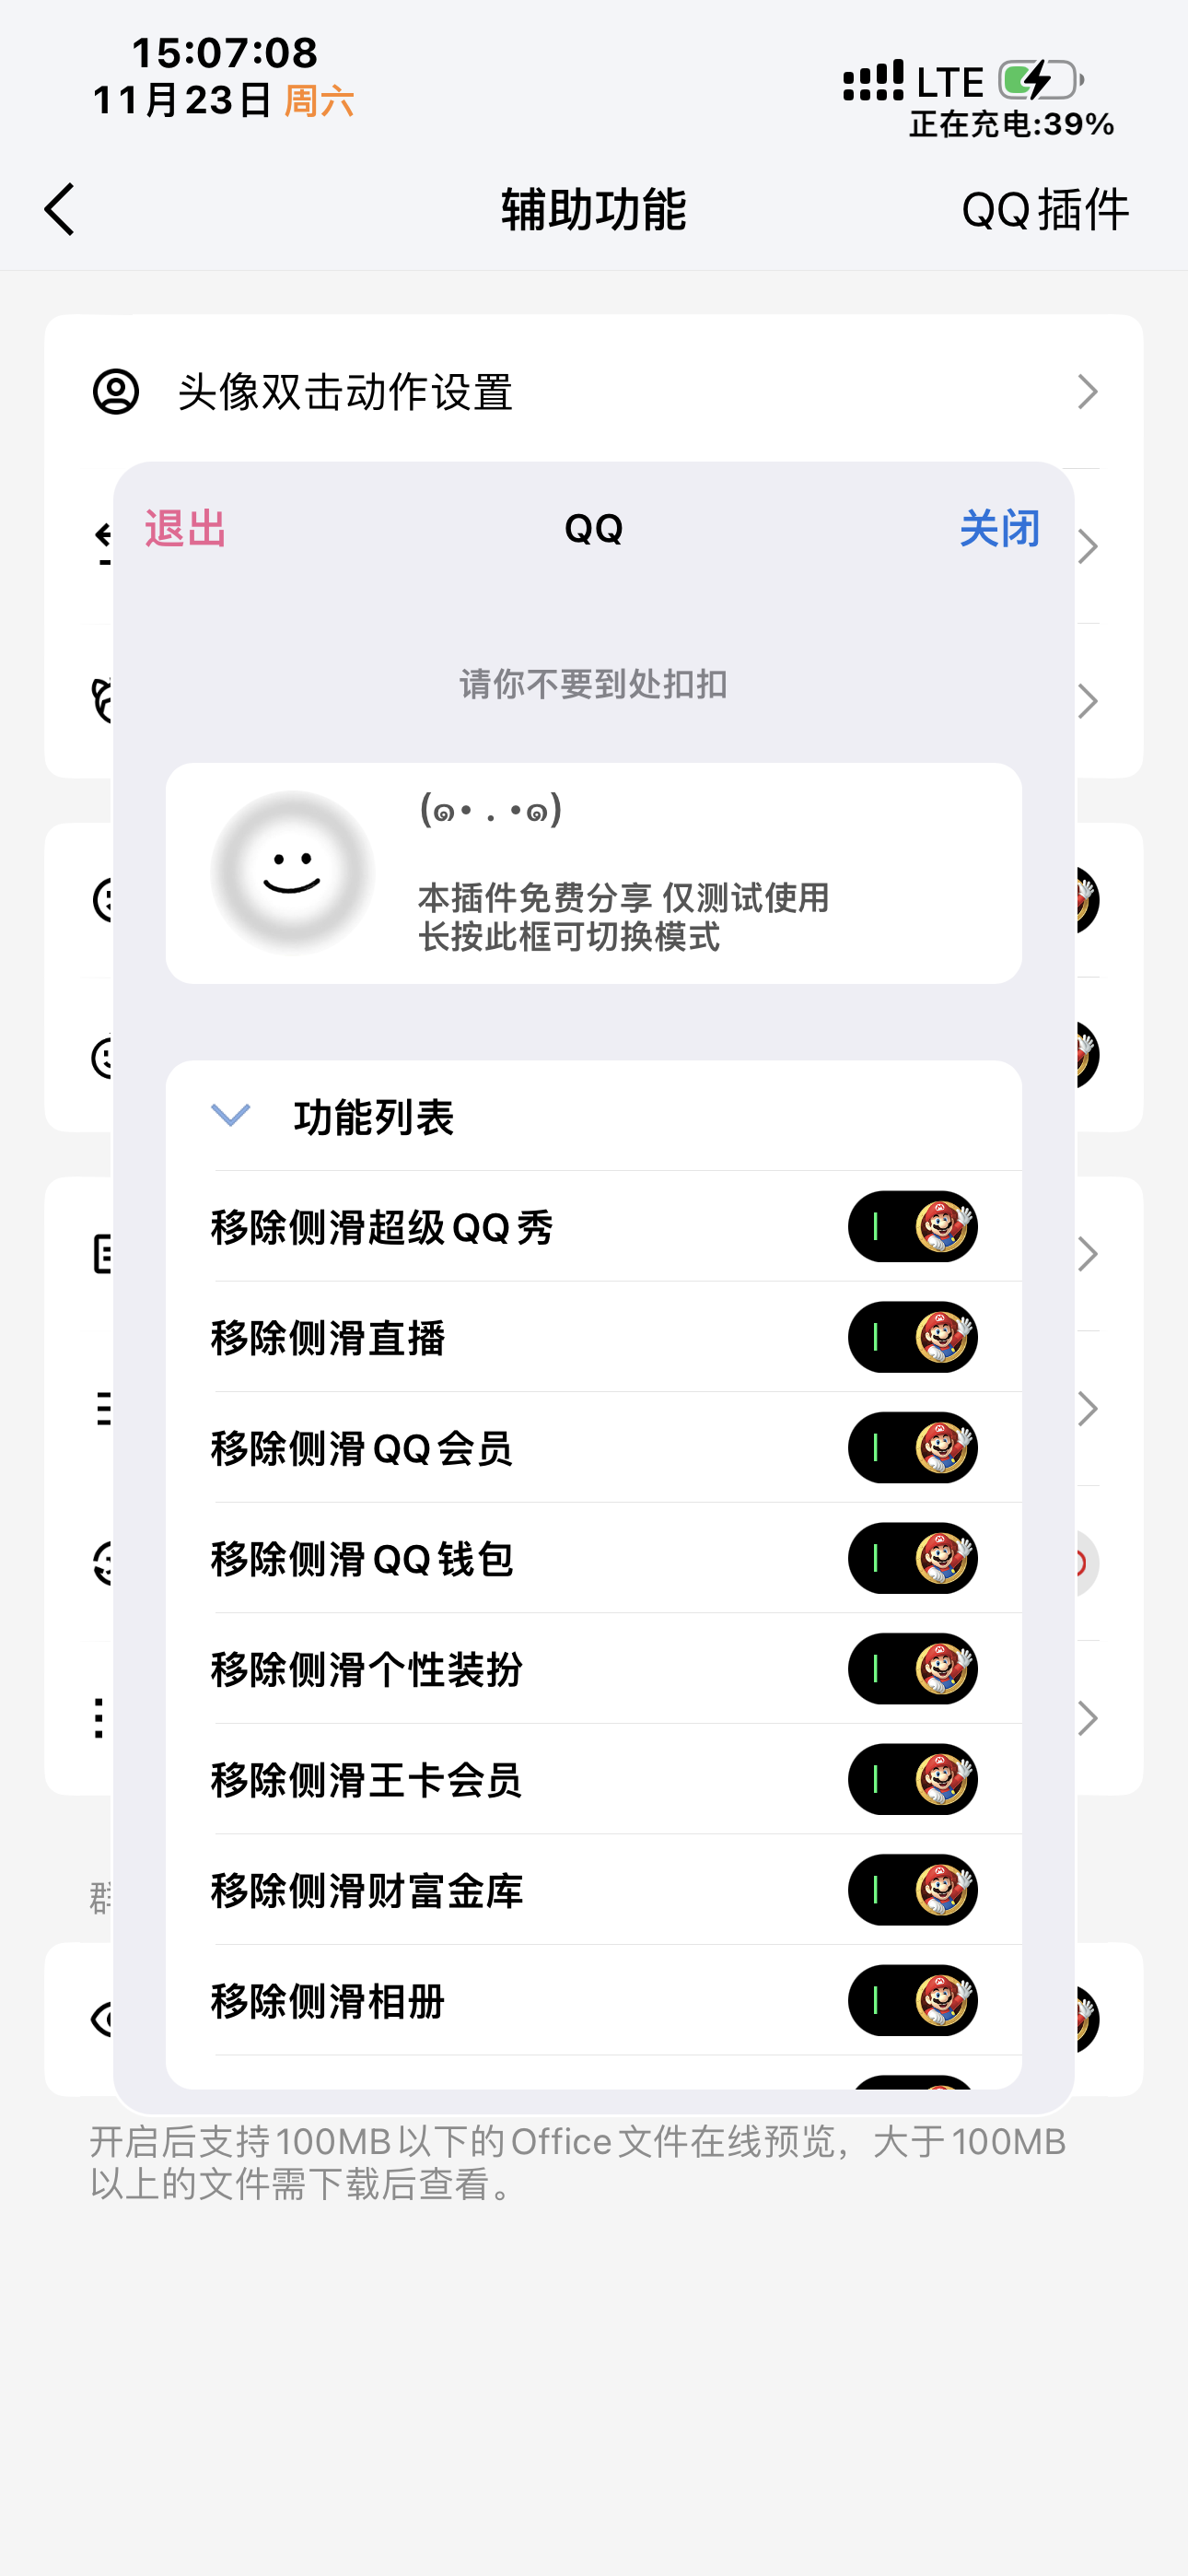 15:07:08
11月23日 周六
LTE
正在充电:39%
辅助功能
QQ插件
头像双击动作设置
退出
QQ
关闭
请你不要到处扣扣
(๑• . •๑)
本插件免费分享 仅测试使用
长按此框可切换模式
功能列表
移除侧滑超级QQ秀
移除侧滑直播
移除侧滑QQ会员
移除侧滑QQ钱包
移除侧滑个性装扮
移除侧滑王卡会员
移除侧滑财富金库
移除侧滑相册
开启后支持100MB以下的Office文件在线预览，大于100MB
以上的文件需下载后查看。